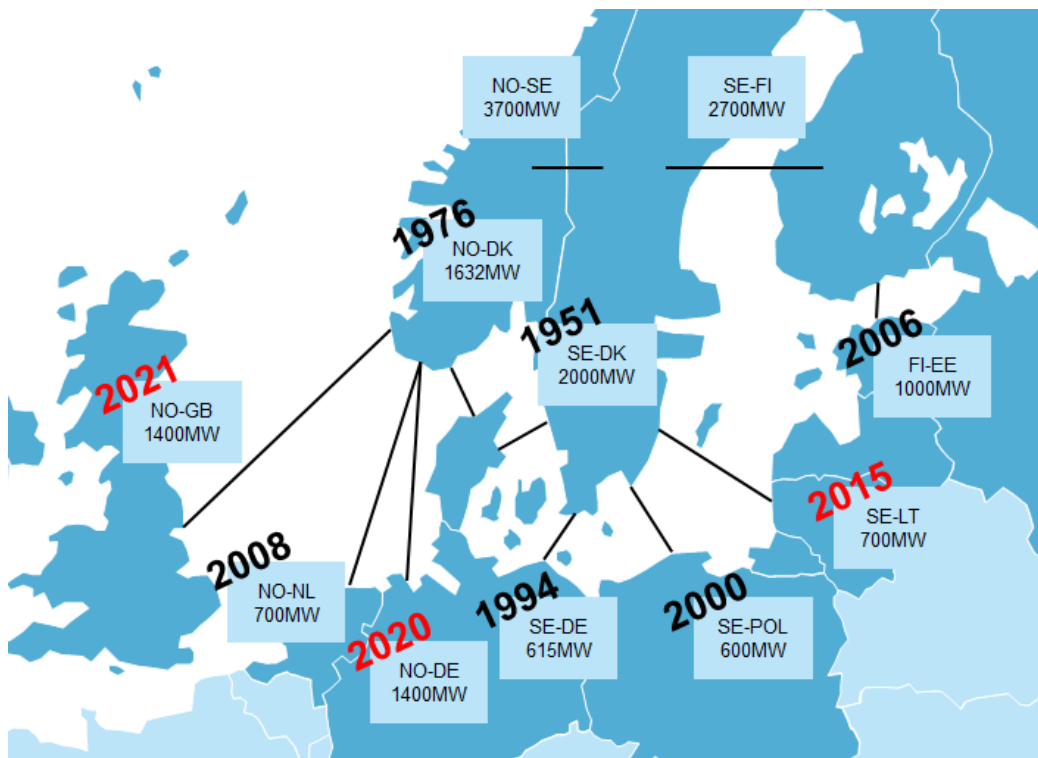 NO-SE
3700MW
SE-FI
2700MW
1976
NO-DK
1632MW
1951
SE-DK
2000MW
2006
FI-EE
1000MW
2021
NO-GB
1400MW
2015
SE-LT
700MW
2008
NO-NL
700MW
2020
NO-DE
1400MW
1994
SE-DE
615MW
2000
SE-POL
600MW